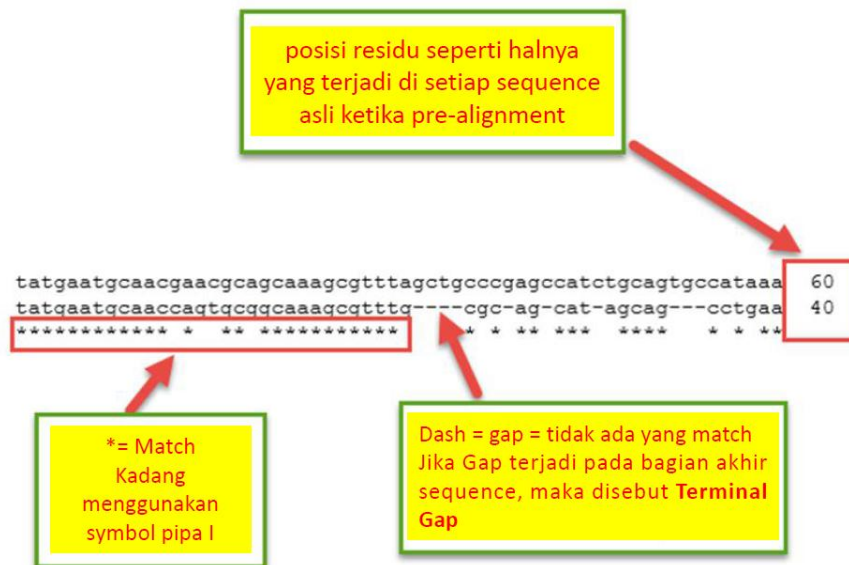 posisi residu seperti halnya
yang terjadi di setiap sequence
asli ketika pre-alignment
tatgaatgcaacgaacgcagcaaagcgtttagctgcccgagccatctgcagtgccataaa 60
tatgaatgcaaccagtgcggcaaagcgtttg----cgc-ag-cat-agcag---cctgaa 40
************ * ** *********** * * ** *** **** * * **
*= Match
Kadang
menggunakan
symbol pipa I
Dash = gap = tidak ada yang match
Jika Gap terjadi pada bagian akhir
sequence, maka disebut Terminal
Gap